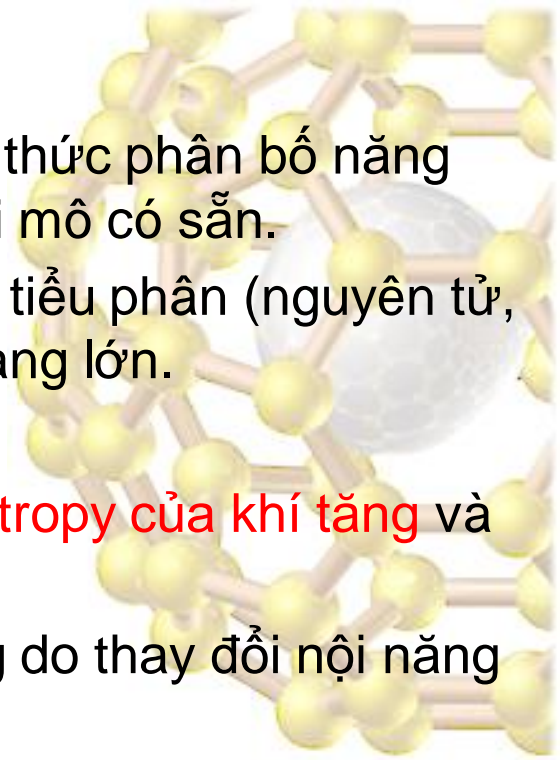 thức phân bố năng
i mô có sẵn.
tiểu phân (nguyên tử,
ang lớn.
tropy của khí tăng và
g do thay đổi nội năng